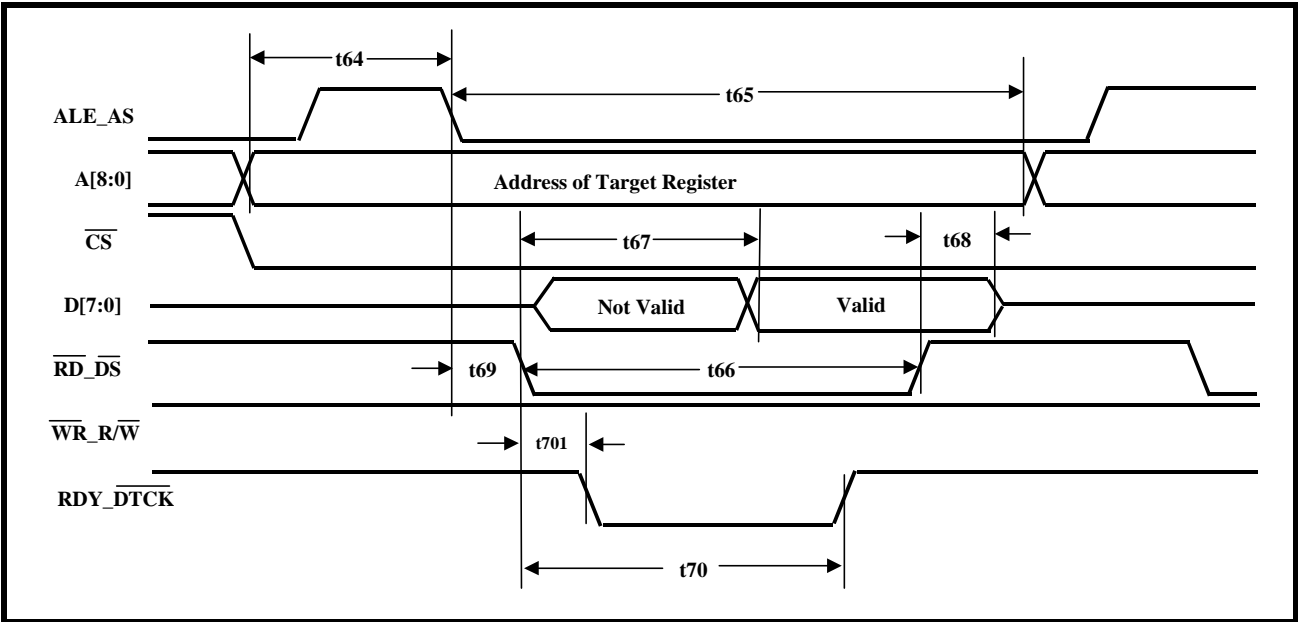 t64
t65
ALE_AS
A[8:0]
Address of Target Register
CS
t67
t68
D[7:0]
Not Valid
Valid
RD_DS
t69
t66
WR_R/W
t701
RDY_DTCK
t70